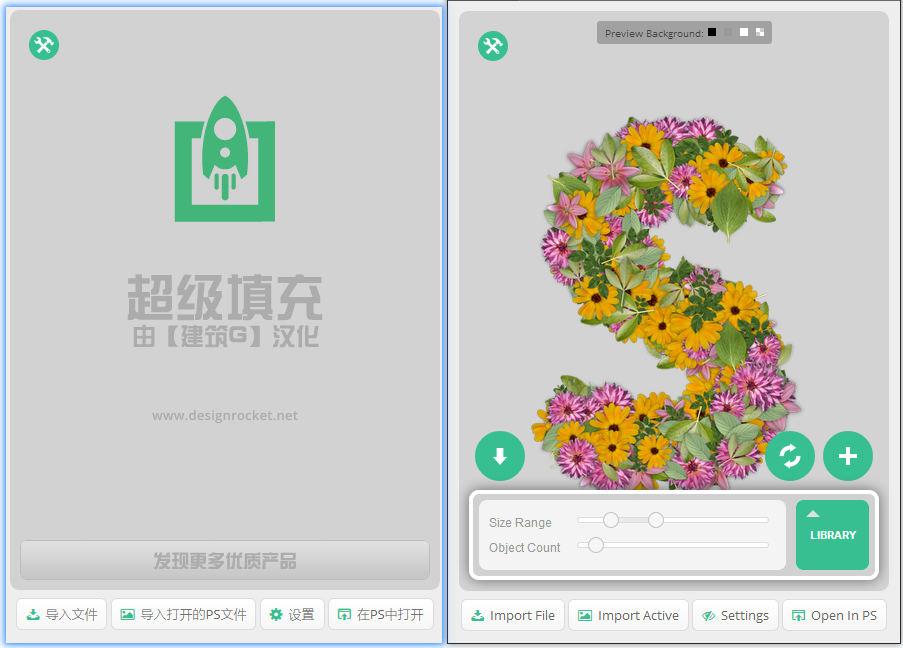 超级填充
由【建筑G】汉化
www.designrocket.net
发现更多优质产品
导入文件
导入打开的PS文件
设置
在PS中打开
Preview Background:
Size Range
Object Count
LIBRARY
Import File
Import Active
Settings
Open In PS